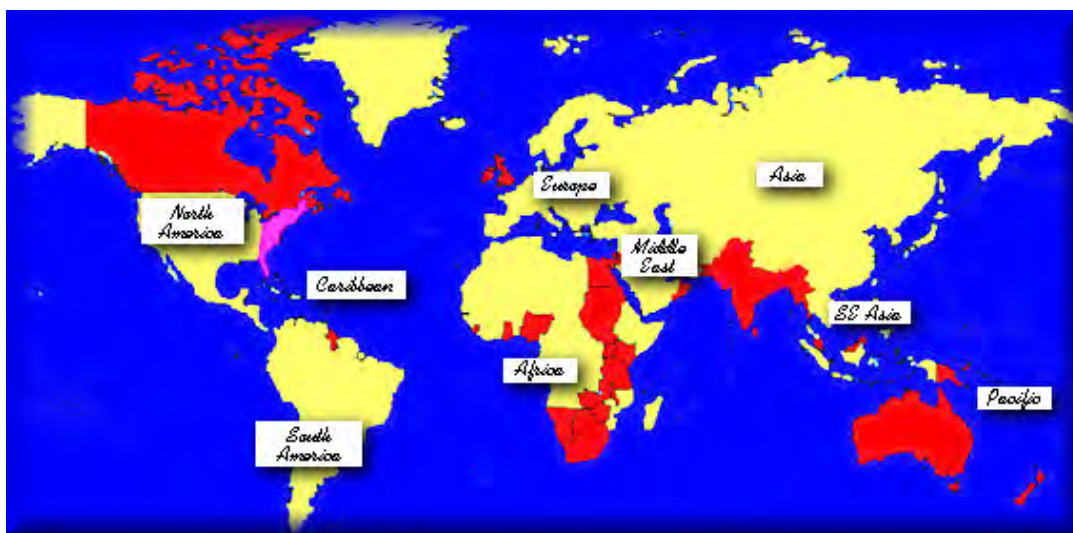 Europe
Asia
North
America
Middle
East
Caribbean
SE Asia
Africa
Pacific
South
America